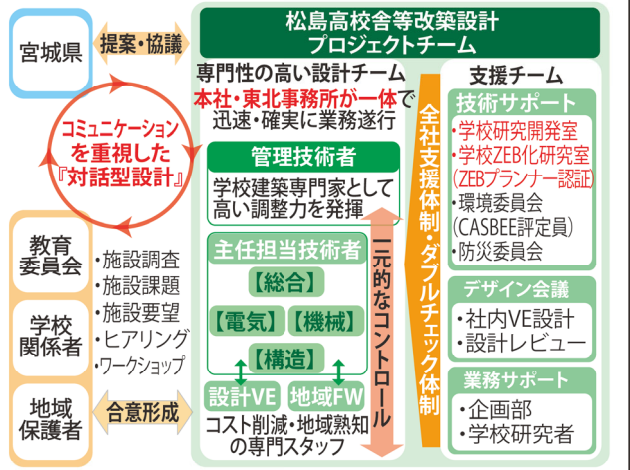 宮城県
提案・協議
松島高校舎等改築設計
プロジェクトチーム
コミュニケーション
を重視した
『対話型設計』
教育
委員会
学校
関係者
地域
保護者
・施設調査
・施設課題
・施設要望
・ヒアリング
・ワークショップ
合意形成
専門性の高い設計チーム
本社・東北事務所が一体で
迅速・確実に業務遂行
管理技術者
学校建築専門家として
高い調整力を発揮
主任担当技術者
【総合】
【電気】【機械】
【構造】
設計VE
地域FW
コスト削減・地域熟知
の専門スタッフ
一元的なコントロール
全社支援体制・ダブルチェック体制
支援チーム
技術サポート
・学校研究開発室
・学校ZEB化研究室
(ZEBプランナー認証)
・環境委員会
(CASBEE評定員)
・防災委員会
デザイン会議
・社内VE設計
・設計レビュー
業務サポート
・企画部
・学校研究者